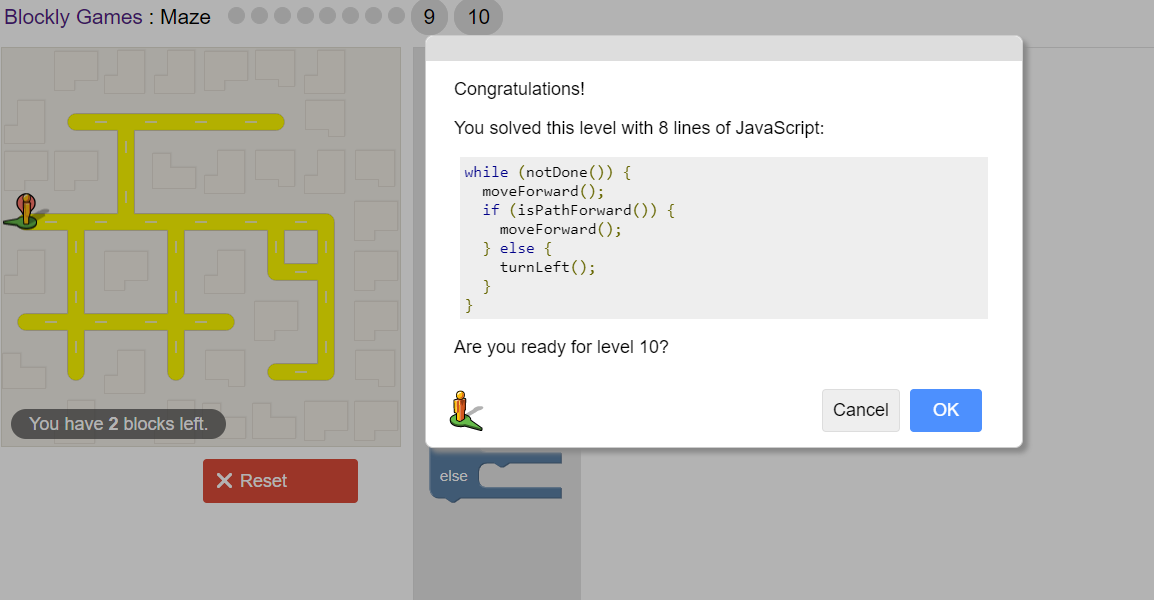 Blockly Games : Maze 9 10
Congratulations!
You solved this level with 8 lines of JavaScript:
while (notDone()) {
  moveForward();
  if (isPathForward()) {
    moveForward();
  } else {
    turnLeft();
  }
}
Are you ready for level 10?
Cancel OK
You have 2 blocks left.
Reset
else